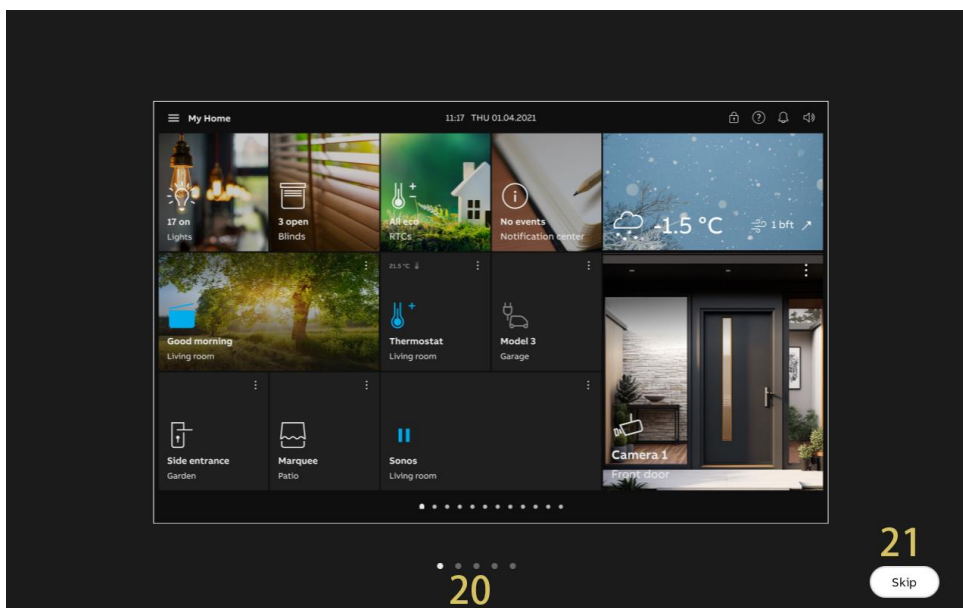 My Home
11:17 THU 01.04.2021
17 on
Lights
3 open
Blinds
All eco
RTCs
No events
Notification center
-1.5 °C
1 bft
Good morning
Living room
21.5 °C
Thermostat
Living room
Model 3
Garage
Side entrance
Garden
Marquee
Patio
Sonos
Living room
Camera 1
Front door
20
21
Skip